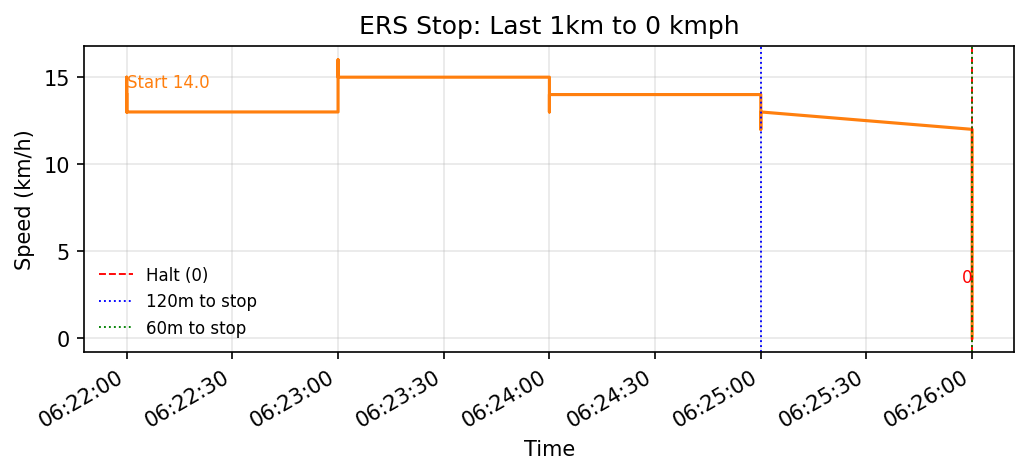 ERS Stop: Last 1km to 0 kmph
Speed (km/h)
15
10
5
0
Start 14.0
0
Halt (0)
120m to stop
60m to stop
06:22:00
06:22:30
06:23:00
06:23:30
06:24:00
06:24:30
06:25:00
06:25:30
06:26:00
Time